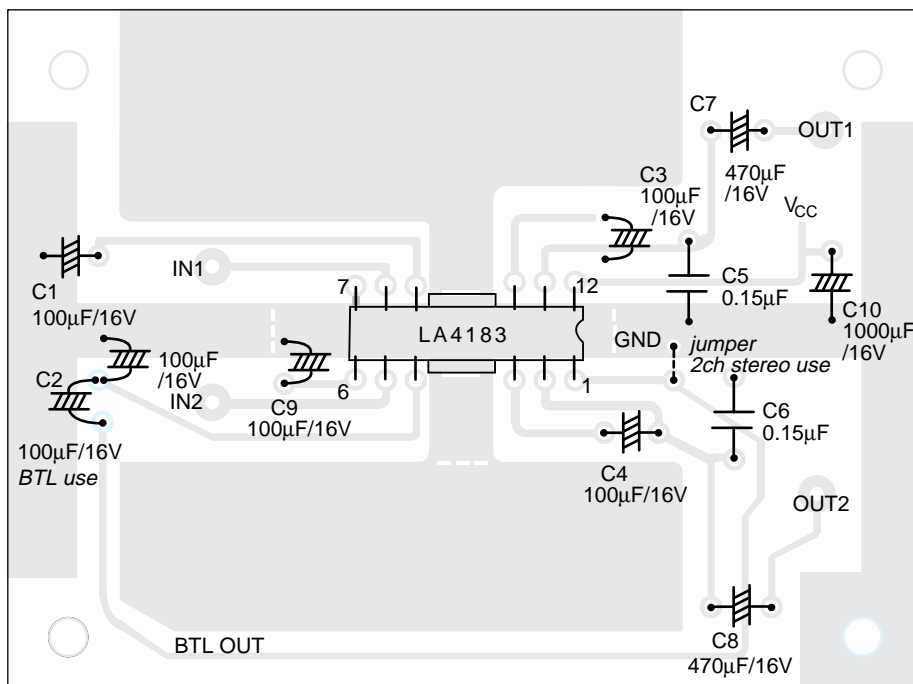 C7
OUT1
C3
100µF
/16V
470µF
/16V
VCC
IN1
C1
100µF/16V
7
12
C5
0.15µF
C10
1000µF
/16V
LA4183
GND
jumper
2ch stereo use
C2
100µF
/16V
IN2
C9
100µF/16V
6
1
C6
0.15µF
100µF/16V
BTL use
C4
100µF/16V
OUT2
BTL OUT
C8
470µF/16V